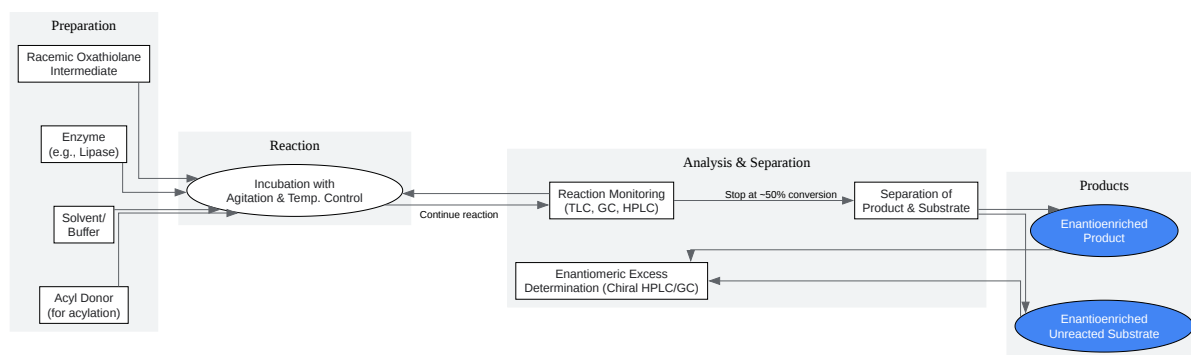 Preparation
Racemic Oxathiolane
Intermediate
Enzyme
(e.g., Lipase)
Solvent/
Buffer
Acyl Donor
(for acylation)
Reaction
Incubation with
Agitation & Temp. Control
Continue reaction
Analysis & Separation
Reaction Monitoring
(TLC, GC, HPLC)
Stop at ~50% conversion
Separation of
Product & Substrate
Enantiomeric Excess
Determination (Chiral HPLC/GC)
Products
Enantioenriched
Product
Enantioenriched
Unreacted Substrate